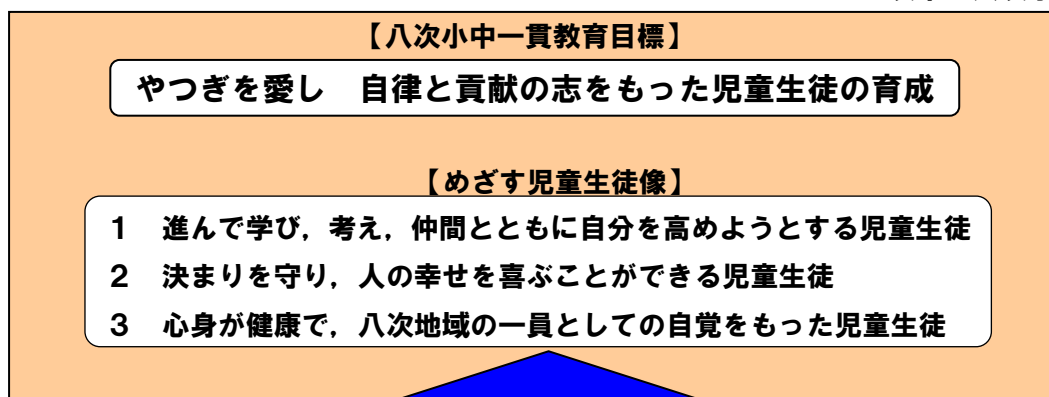 【八次小中一貫教育目標】
やつぎを愛し　自律と貢献の志をもった児童生徒の育成
【めざす児童生徒像】
１　進んで学び，考え，仲間とともに自分を高めようとする児童生徒
２　決まりを守り，人の幸せを喜ぶことができる児童生徒
３　心身が健康で，八次地域の一員としての自覚をもった児童生徒